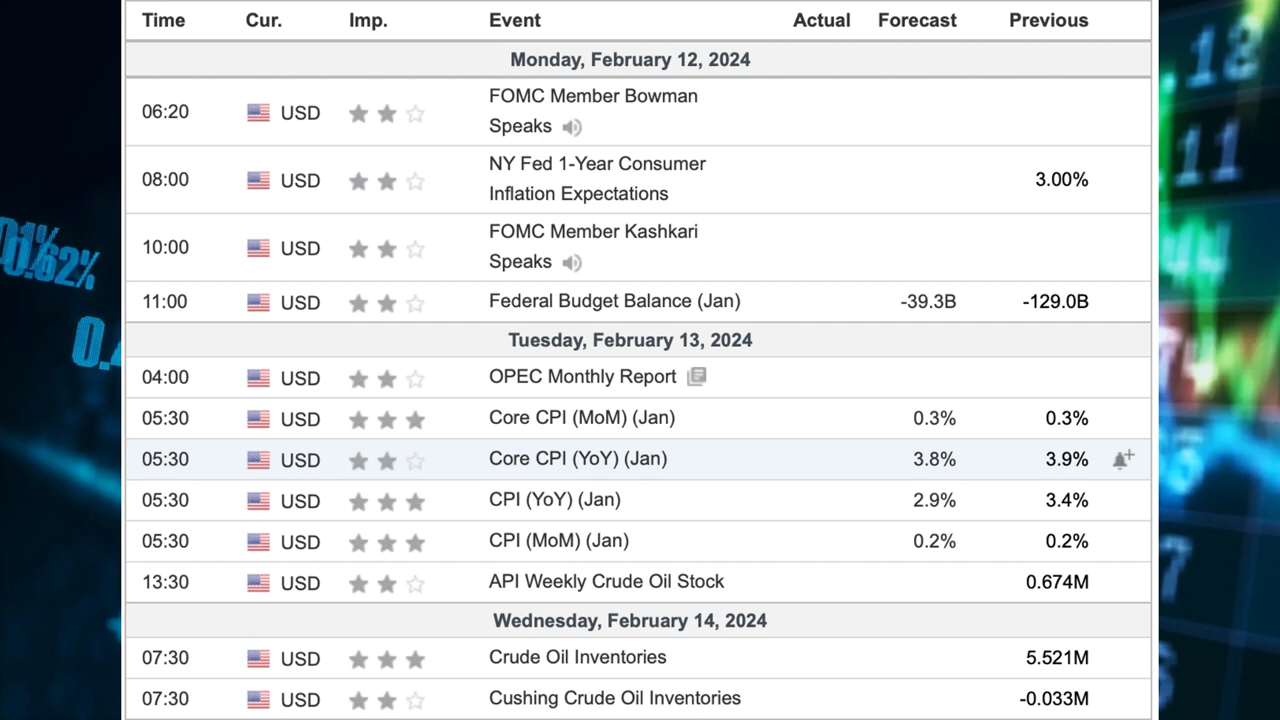 Time Cur. Imp. Event Actual Forecast Previous
Monday, February 12, 2024
06:20 USD FOMC Member Bowman
Speaks
08:00 USD NY Fed 1-Year Consumer
Inflation Expectations 3.00%
10:00 USD FOMC Member Kashkari
Speaks
11:00 USD Federal Budget Balance (Jan) -39.3B -129.0B
Tuesday, February 13, 2024
04:00 USD OPEC Monthly Report
05:30 USD Core CPI (MoM) (Jan) 0.3% 0.3%
05:30 USD Core CPI (YoY) (Jan) 3.8% 3.9%
05:30 USD CPI (YoY) (Jan) 2.9% 3.4%
05:30 USD CPI (MoM) (Jan) 0.2% 0.2%
13:30 USD API Weekly Crude Oil Stock 0.674M
Wednesday, February 14, 2024
07:30 USD Crude Oil Inventories 5.521M
07:30 USD Cushing Crude Oil Inventories -0.033M
18
11